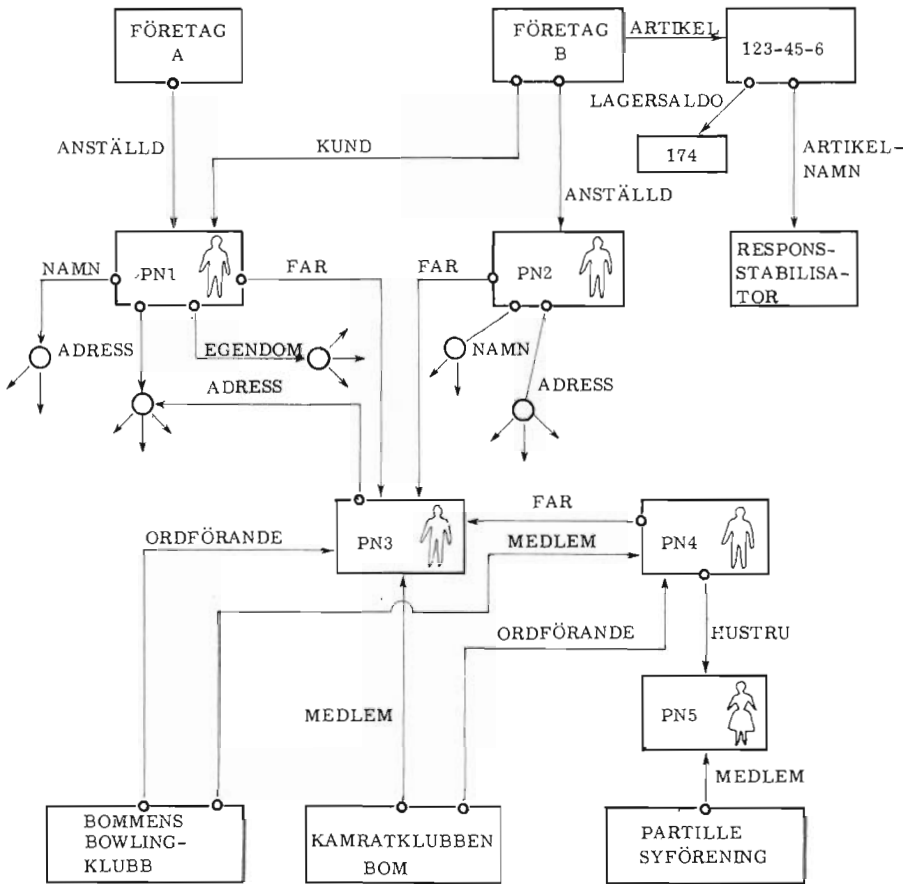 FÖRETAG
A
FÖRETAG
B
ARTIKEL
123-45-6
LAGERSALDO
174
ANSTÄLLD
KUND
ARTIKEL-
NAMN
ANSTÄLLD
NAMN
PN1
FAR
FAR
PN2
RESPONS-
STABILISA-
TOR
ADRESS
EGENDOM
NAMN
ADRESS
ADRESS
ORDFÖRANDE
PN3
FAR
MEDLEM
PN4
ORDFÖRANDE
HUSTRU
MEDLEM
PN5
MEDLEM
BOMMENS
BOWLING-
KLUBB
KAMRATKLUBBEN
BOM
PARTILLE
SYFÖRENING